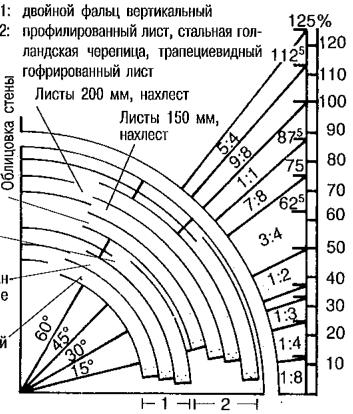 1: двойной фальц вертикальный
2: профилированный лист, стальная гол-
ландская черепица, трапециевидный
гофрированный лист
Листы 200 мм, нахлест
Листы 150 мм,
нахлест
Облицовка стены
ан-
е
й
125%
120
112⁵
110
100
90
87⁵
80
75
70
62⁵
60
50
40
30
20
10
5:4
9:8
1:1
7:8
3:4
1:2
1:3
1:4
1:8
60°
45°
30°
15°
1
2